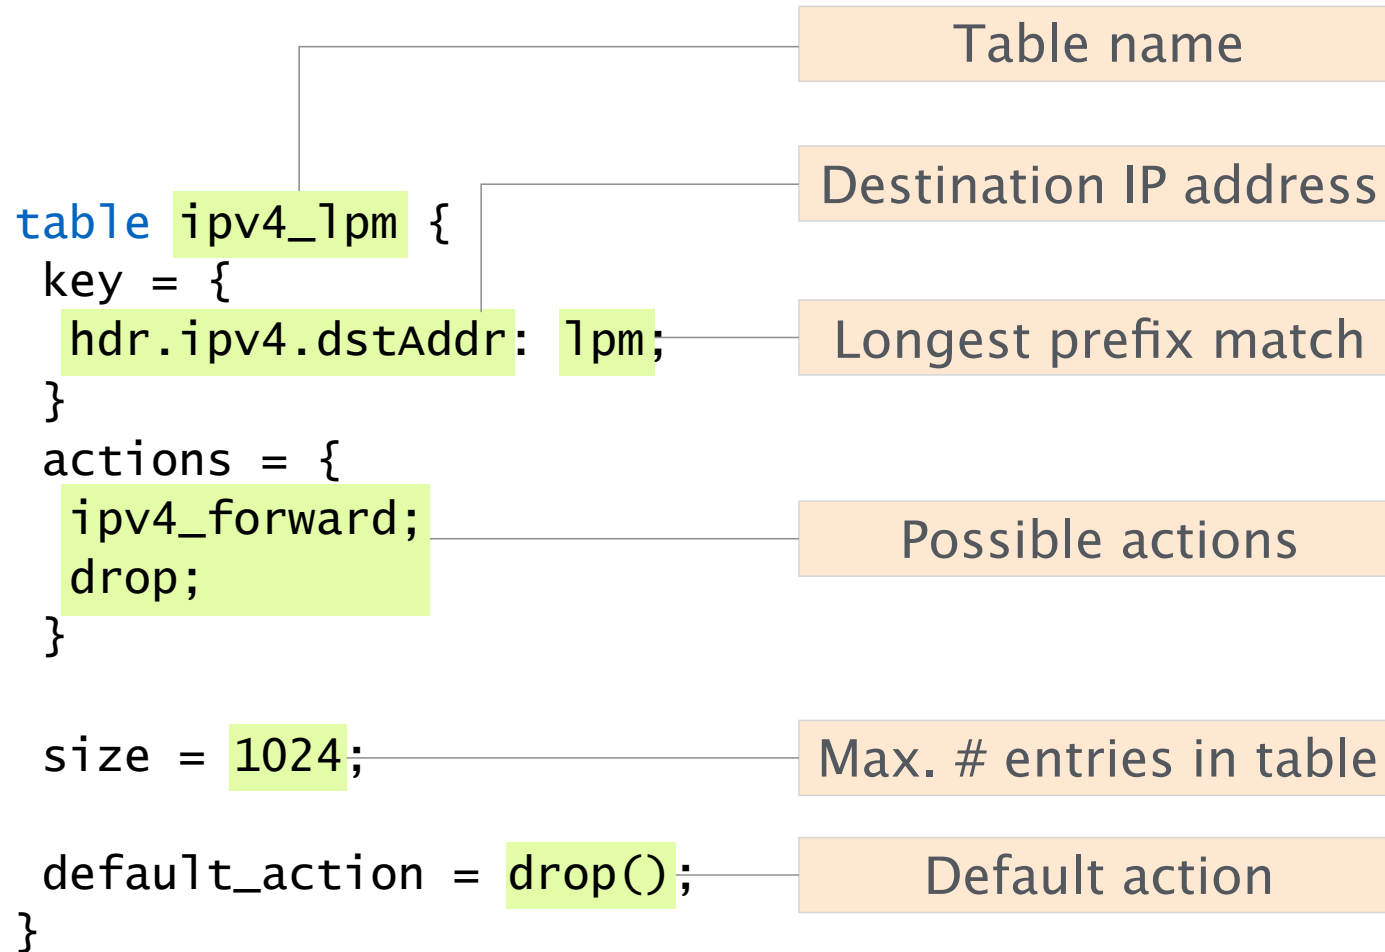 Table name
Destination IP address
table ipv4_lpm {
key = {
hdr.ipv4.dstAddr: lpm;
Longest prefix match
}
actions = {
ipv4_forward;
Possible actions
drop;
}
size = 1024;
Max. # entries in table
default_action = drop();
Default action
}